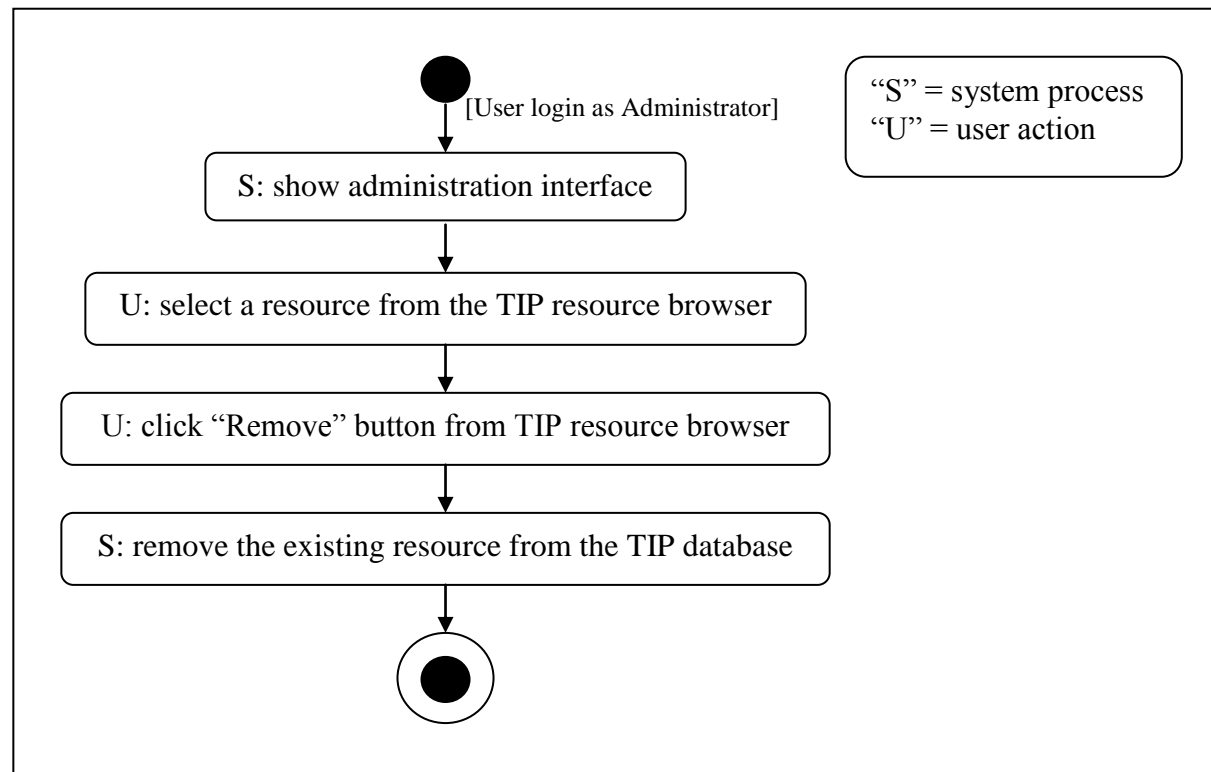 [User login as Administrator]
“S” = system process
“U” = user action
S: show administration interface
U: select a resource from the TIP resource browser
U: click “Remove” button from TIP resource browser
S: remove the existing resource from the TIP database